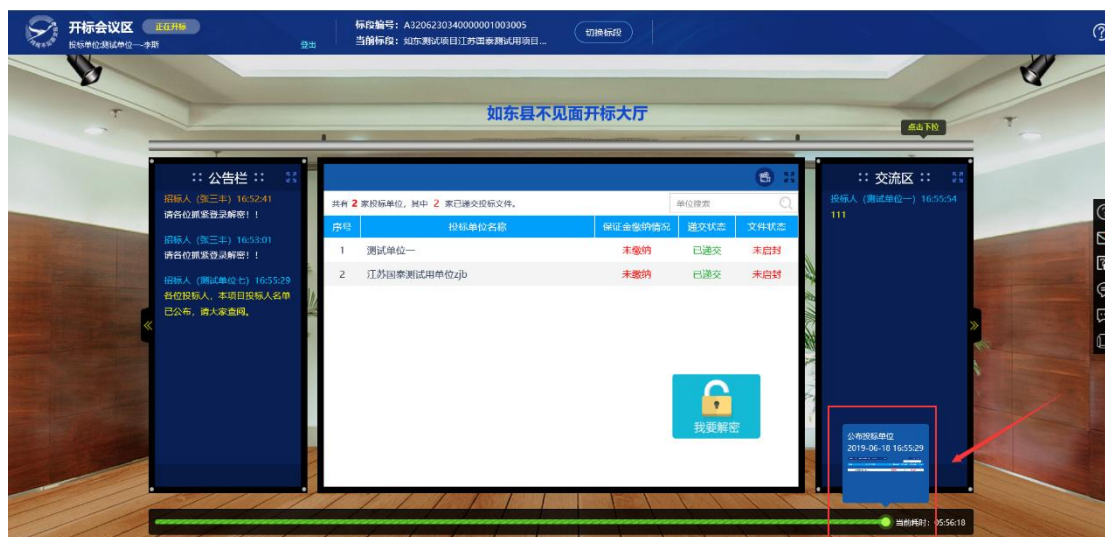 开标会议区 正在开标
投标单位:测试单位一--李斯 登出
标段编号：A3206230340000001003005
当前标段：如东测试项目江苏国泰测试用项目...
切换标段
如东县不见面开标大厅
点击下拉
:: 公告栏 ::
招标人 (张三丰) 16:52:41
请各位抓紧登录解密！！
招标人 (张三丰) 16:53:01
请各位抓紧登录解密！！
招标人 (测试单位七) 16:55:29
各位投标人，本项目投标人名单
已公布，请大家查阅。
共有 2 家投标单位，其中 2 家已递交投标文件。
单位搜索
序号 投标单位名称 保证金缴纳情况 递交状态 文件状态
1 测试单位一 未缴纳 已递交 未启封
2 江苏国泰测试用单位zjb 未缴纳 已递交 未启封
我要解密
:: 交流区 ::
投标人 (测试单位一) 16:55:54
111
公布投标单位
2019-06-18 16:55:29
当前耗时：05:56:18